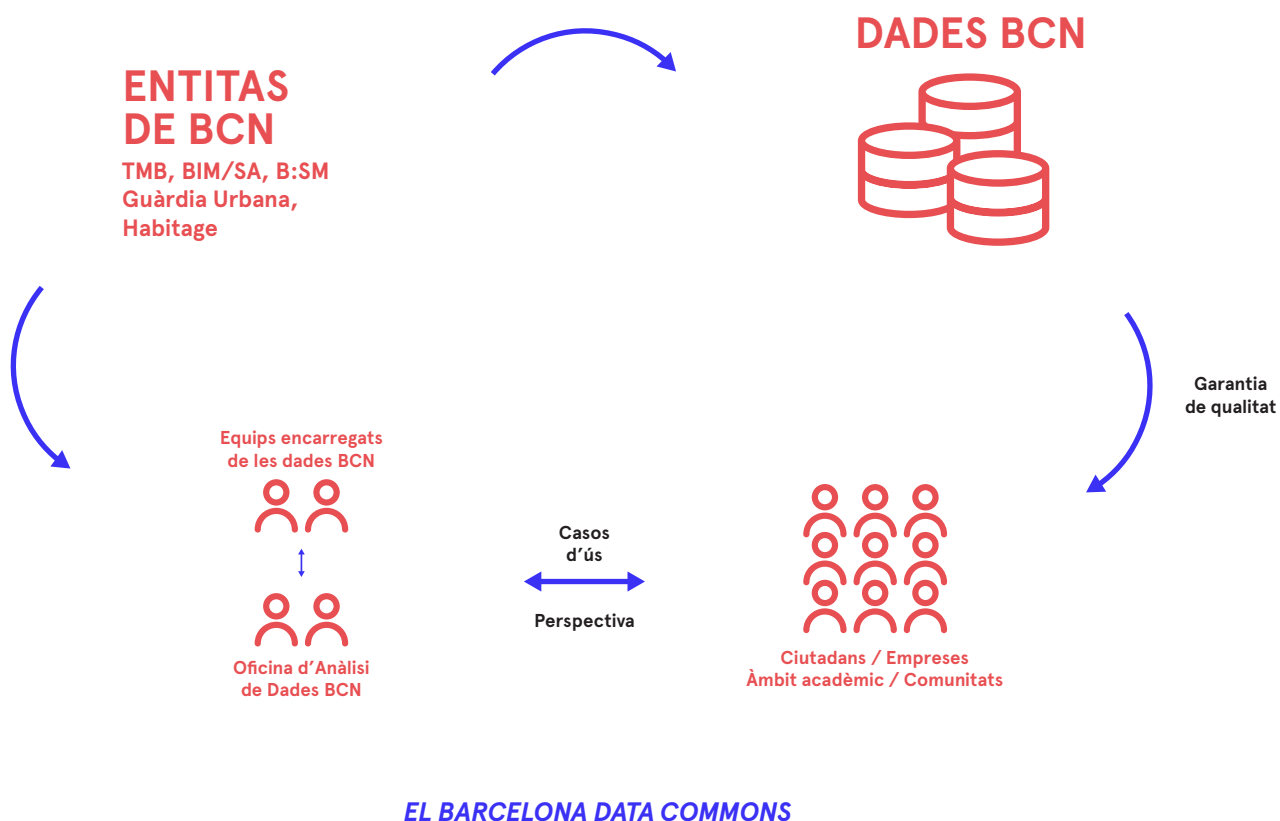 ENTITAS
DE BCN
TMB, BIM/SA, B:SM
Guàrdia Urbana,
Habitage
DADES BCN
Garantia
de qualitat
Equips encarregats
de les dades BCN
Oficina d’Anàlisi
de Dades BCN
Casos
d’ús
Perspectiva
Ciutadans / Empreses
Àmbit acadèmic / Comunitats
EL BARCELONA DATA COMMONS